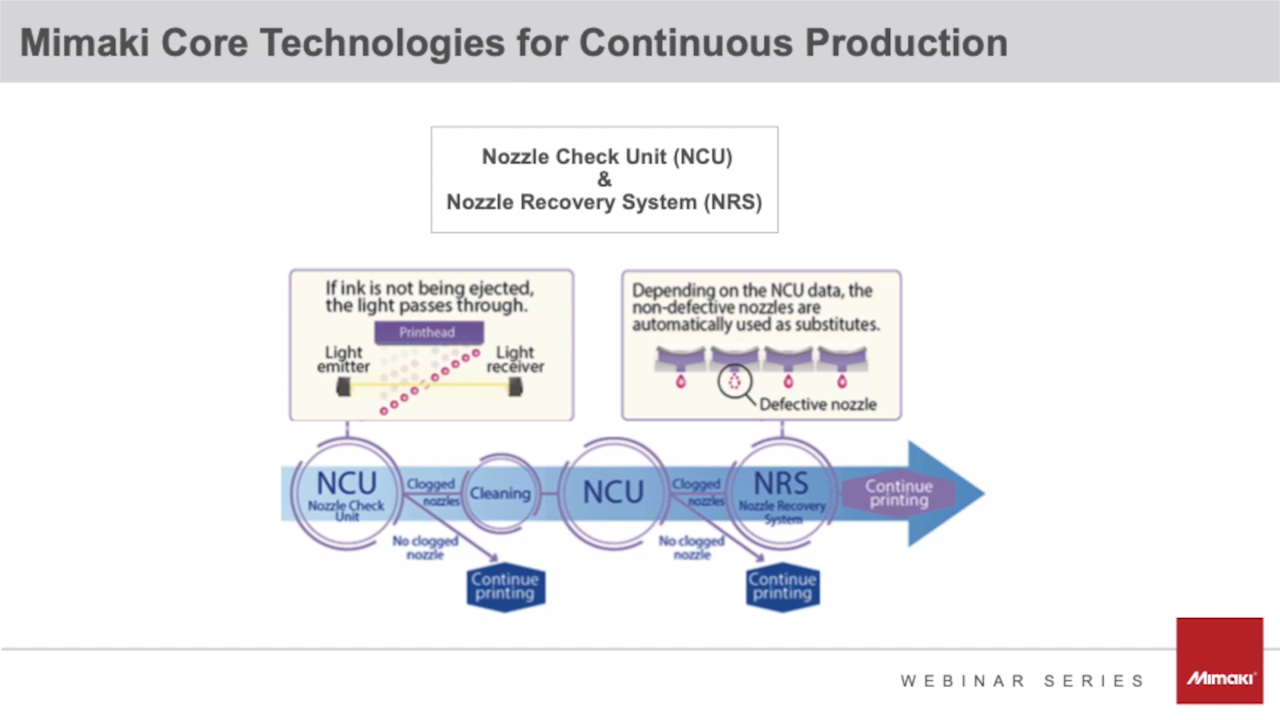 Mimaki Core Technologies for Continuous Production
Nozzle Check Unit (NCU)
&
Nozzle Recovery System (NRS)
If ink is not being ejected,
the light passes through.
Printhead
Light
emitter
Light
receiver
Depending on the NCU data, the
non-defective nozzles are
automatically used as substitutes.
Defective nozzle
NCU
Nozzle Check
Unit
Clogged
nozzles
Cleaning
NCU
Clogged
nozzles
NRS
Nozzle Recovery
System
Continue
printing
No clogged
nozzle
Continue
printing
No clogged
nozzle
Continue
printing
WEBINAR SERIES
Mimaki